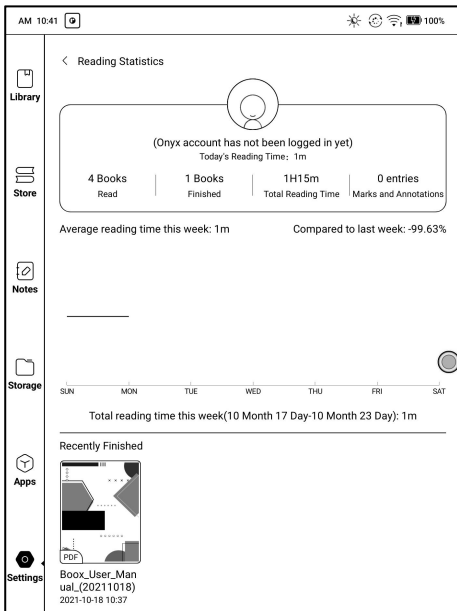 AM 10:41
100%
Reading Statistics
(Onyx account has not been logged in yet)
Today's Reading Time: 1m
4 Books 1 Books 1H15m 0 entries
Read Finished Total Reading Time Marks and Annotations
Average reading time this week: 1m Compared to last week: -99.63%
SUN MON TUE WED THU FRI SAT
Total reading time this week(10 Month 17 Day-10 Month 23 Day): 1m
Recently Finished
PDF
Boox_User_Man
ual_(20211018)
2021-10-18 10:37
Library
Store
Notes
Storage
Apps
Settings